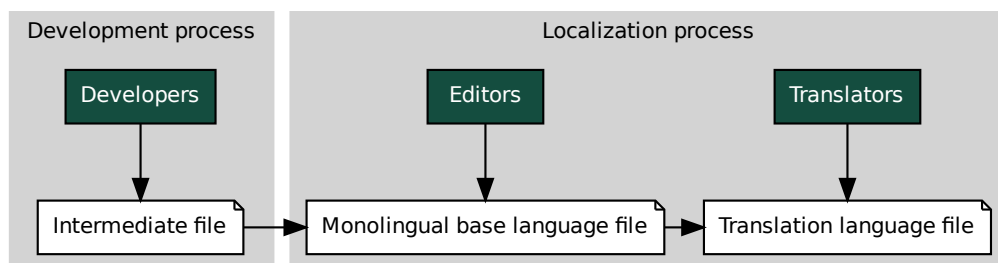 Development process
Localization process
Developers
Editors
Translators
Intermediate file
Monolingual base language file
Translation language file